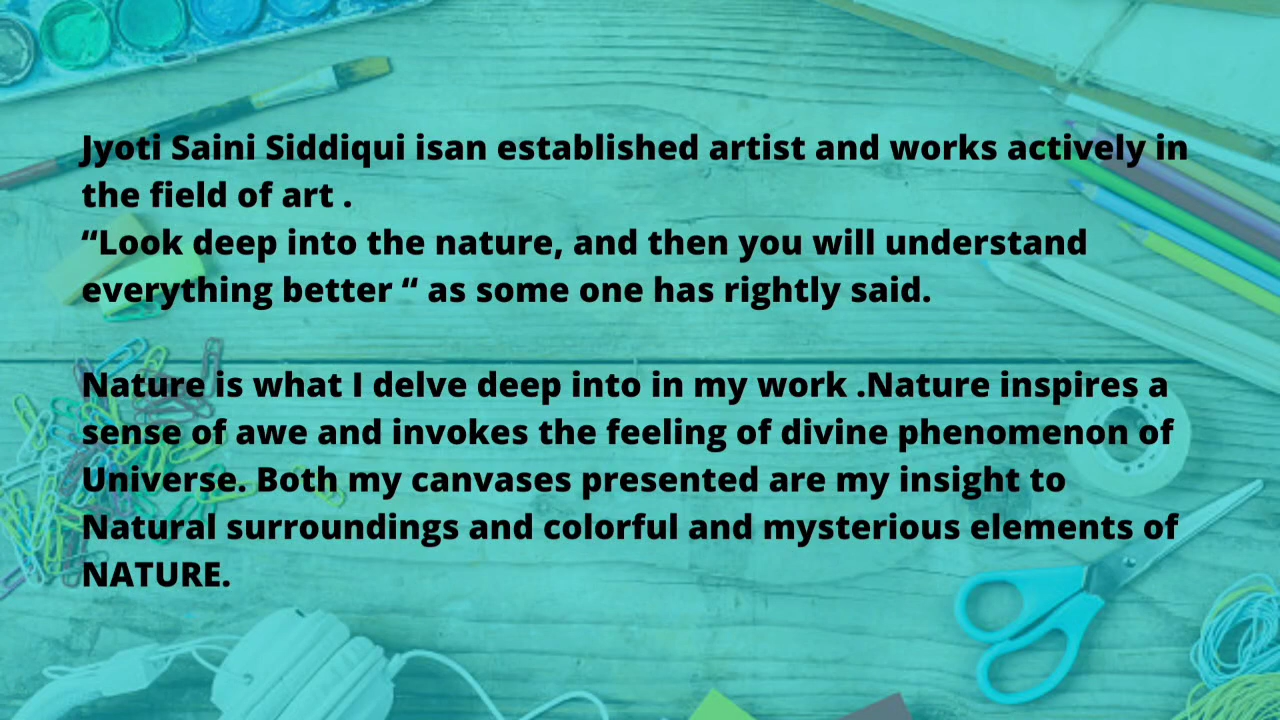 Jyoti Saini Siddiqui isan established artist and works actively in
the field of art .
“Look deep into the nature, and then you will understand
everything better “ as some one has rightly said.
Nature is what I delve deep into in my work .Nature inspires a
sense of awe and invokes the feeling of divine phenomenon of
Universe. Both my canvases presented are my insight to
Natural surroundings and colorful and mysterious elements of
NATURE.